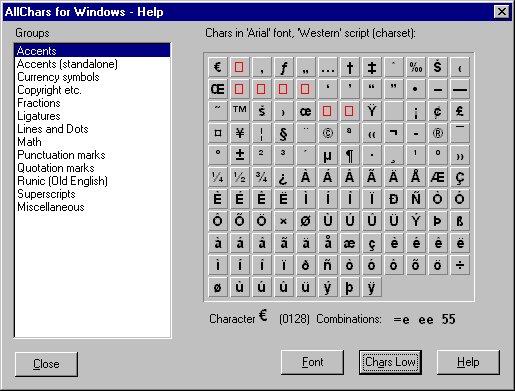 AllChars for Windows - Help
Groups
Accents
Accents (standalone)
Currency symbols
Copyright etc.
Fractions
Ligatures
Lines and Dots
Math
Punctuation marks
Quotation marks
Runic (Old English)
Superscripts
Miscellaneous
Chars in 'Arial' font, 'Western' script (charset):
€ □ ‚ ƒ „ … † ‡ ˆ ‰ Š ‹
Œ □ □ □ □ ‘ ’ “ ” • – —
˜ ™ š › œ □ □ Ÿ ¡ ¢ £
¤ ¥ ¦ § ¨ © ª « ¬ - ® ¯
° ± ² ³ ´ µ ¶ · ¸ ¹ º »
¼ ½ ¾ ¿ À Á Â Ã Ä Å Æ Ç
È É Ê Ë Ì Í Î Ï Ð Ñ Ò Ó
Ô Õ Ö × Ø Ù Ú Û Ü Ý Þ ß
à á â ã ä å æ ç è é ê ë
ì í î ï ð ñ ò ó ô õ ö ÷
ø ù ú û ü ý þ ÿ
Character € (0128) Combinations: =e ee 55
Close
Font
Chars Low
Help